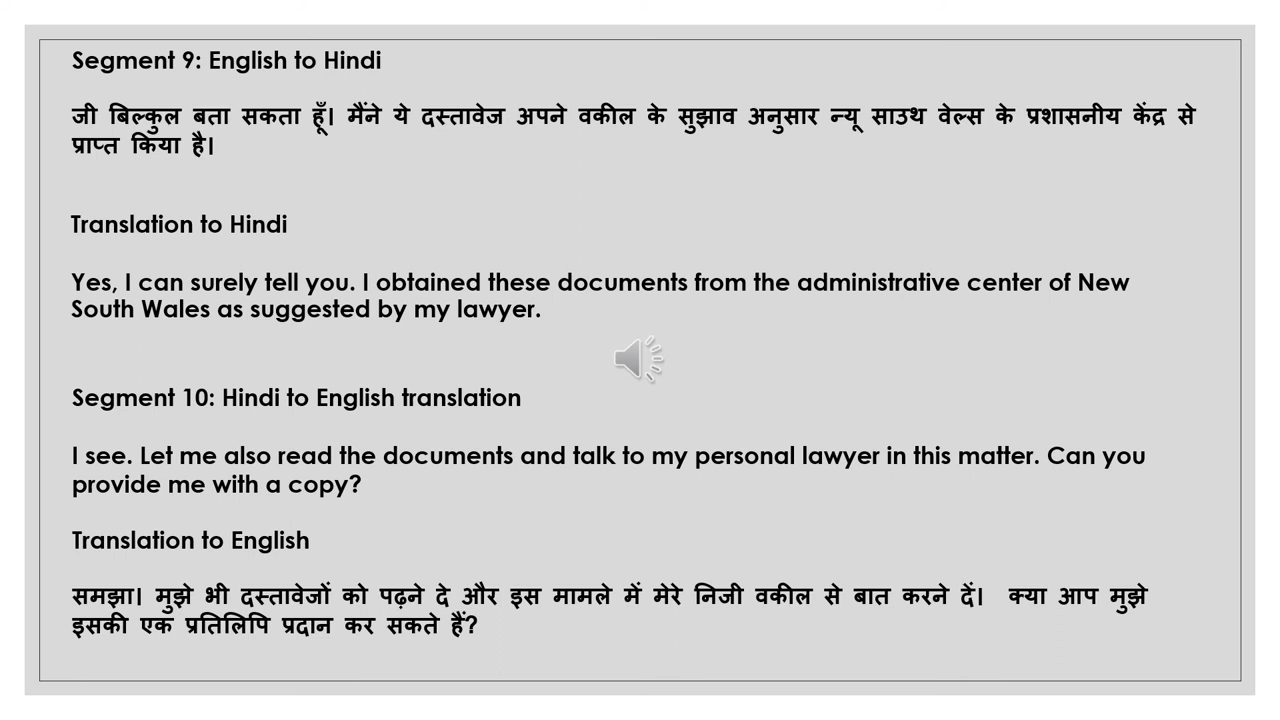 Segment 9: English to Hindi
जी बिल्कुल बता सकता हूँ। मैंने ये दस्तावेज अपने वकील के सुझाव अनुसार न्यू साउथ वेल्स के प्रशासनीय केंद्र से
प्राप्त किया है।
Translation to Hindi
Yes, I can surely tell you. I obtained these documents from the administrative center of New
South Wales as suggested by my lawyer.
Segment 10: Hindi to English translation
I see. Let me also read the documents and talk to my personal lawyer in this matter. Can you
provide me with a copy?
Translation to English
समझा। मुझे भी दस्तावेजों को पढ़ने दे और इस मामले में मेरे निजी वकील से बात करने दें। क्या आप मुझे
इसकी एक प्रतिलिपि प्रदान कर सकते हैं?